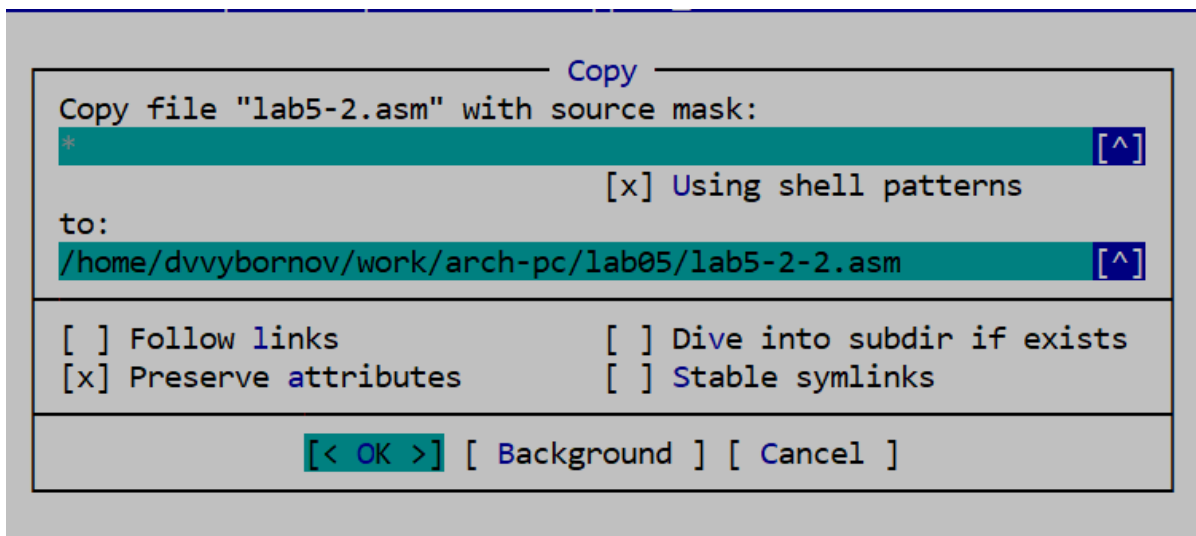 Copy
Copy file "lab5-2.asm" with source mask:
* [^]
[x] Using shell patterns
to:
/home/dvvybornov/work/arch-pc/lab05/lab5-2-2.asm [^]
[ ] Follow links [ ] Dive into subdir if exists
[x] Preserve attributes [ ] Stable symlinks
[< OK >] [ Background ] [ Cancel ]